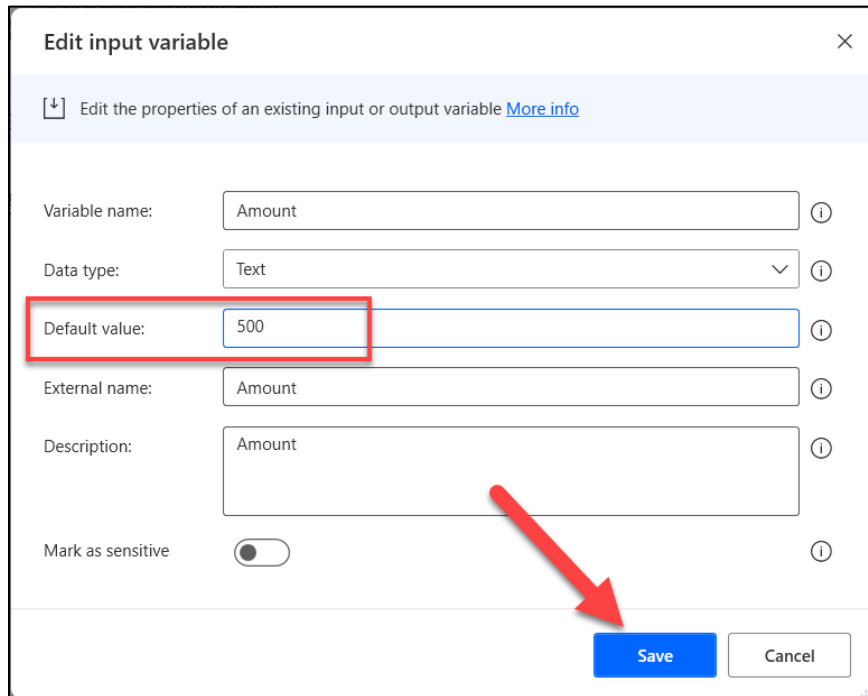 Edit input variable
Edit the properties of an existing input or output variable More info
Variable name: Amount
Data type: Text
Default value: 500
External name: Amount
Description: Amount
Mark as sensitive
Save Cancel